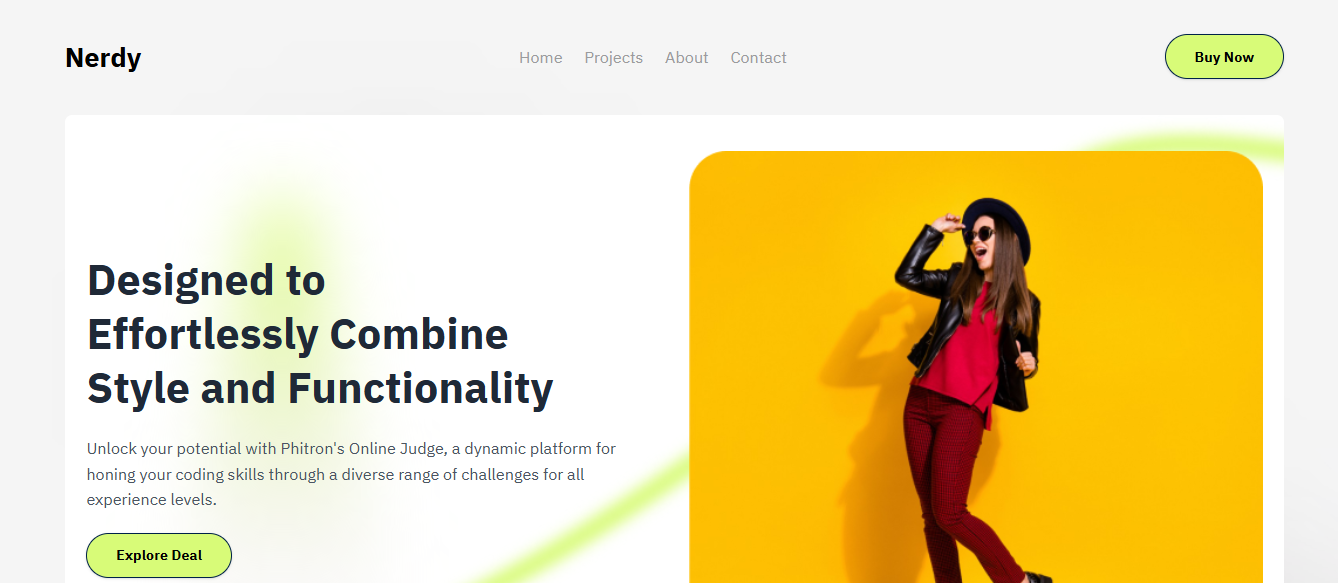 Nerdy
Home Projects About Contact
Buy Now
Designed to
Effortlessly Combine
Style and Functionality
Unlock your potential with Phitron's Online Judge, a dynamic platform for
honing your coding skills through a diverse range of challenges for all
experience levels.
Explore Deal